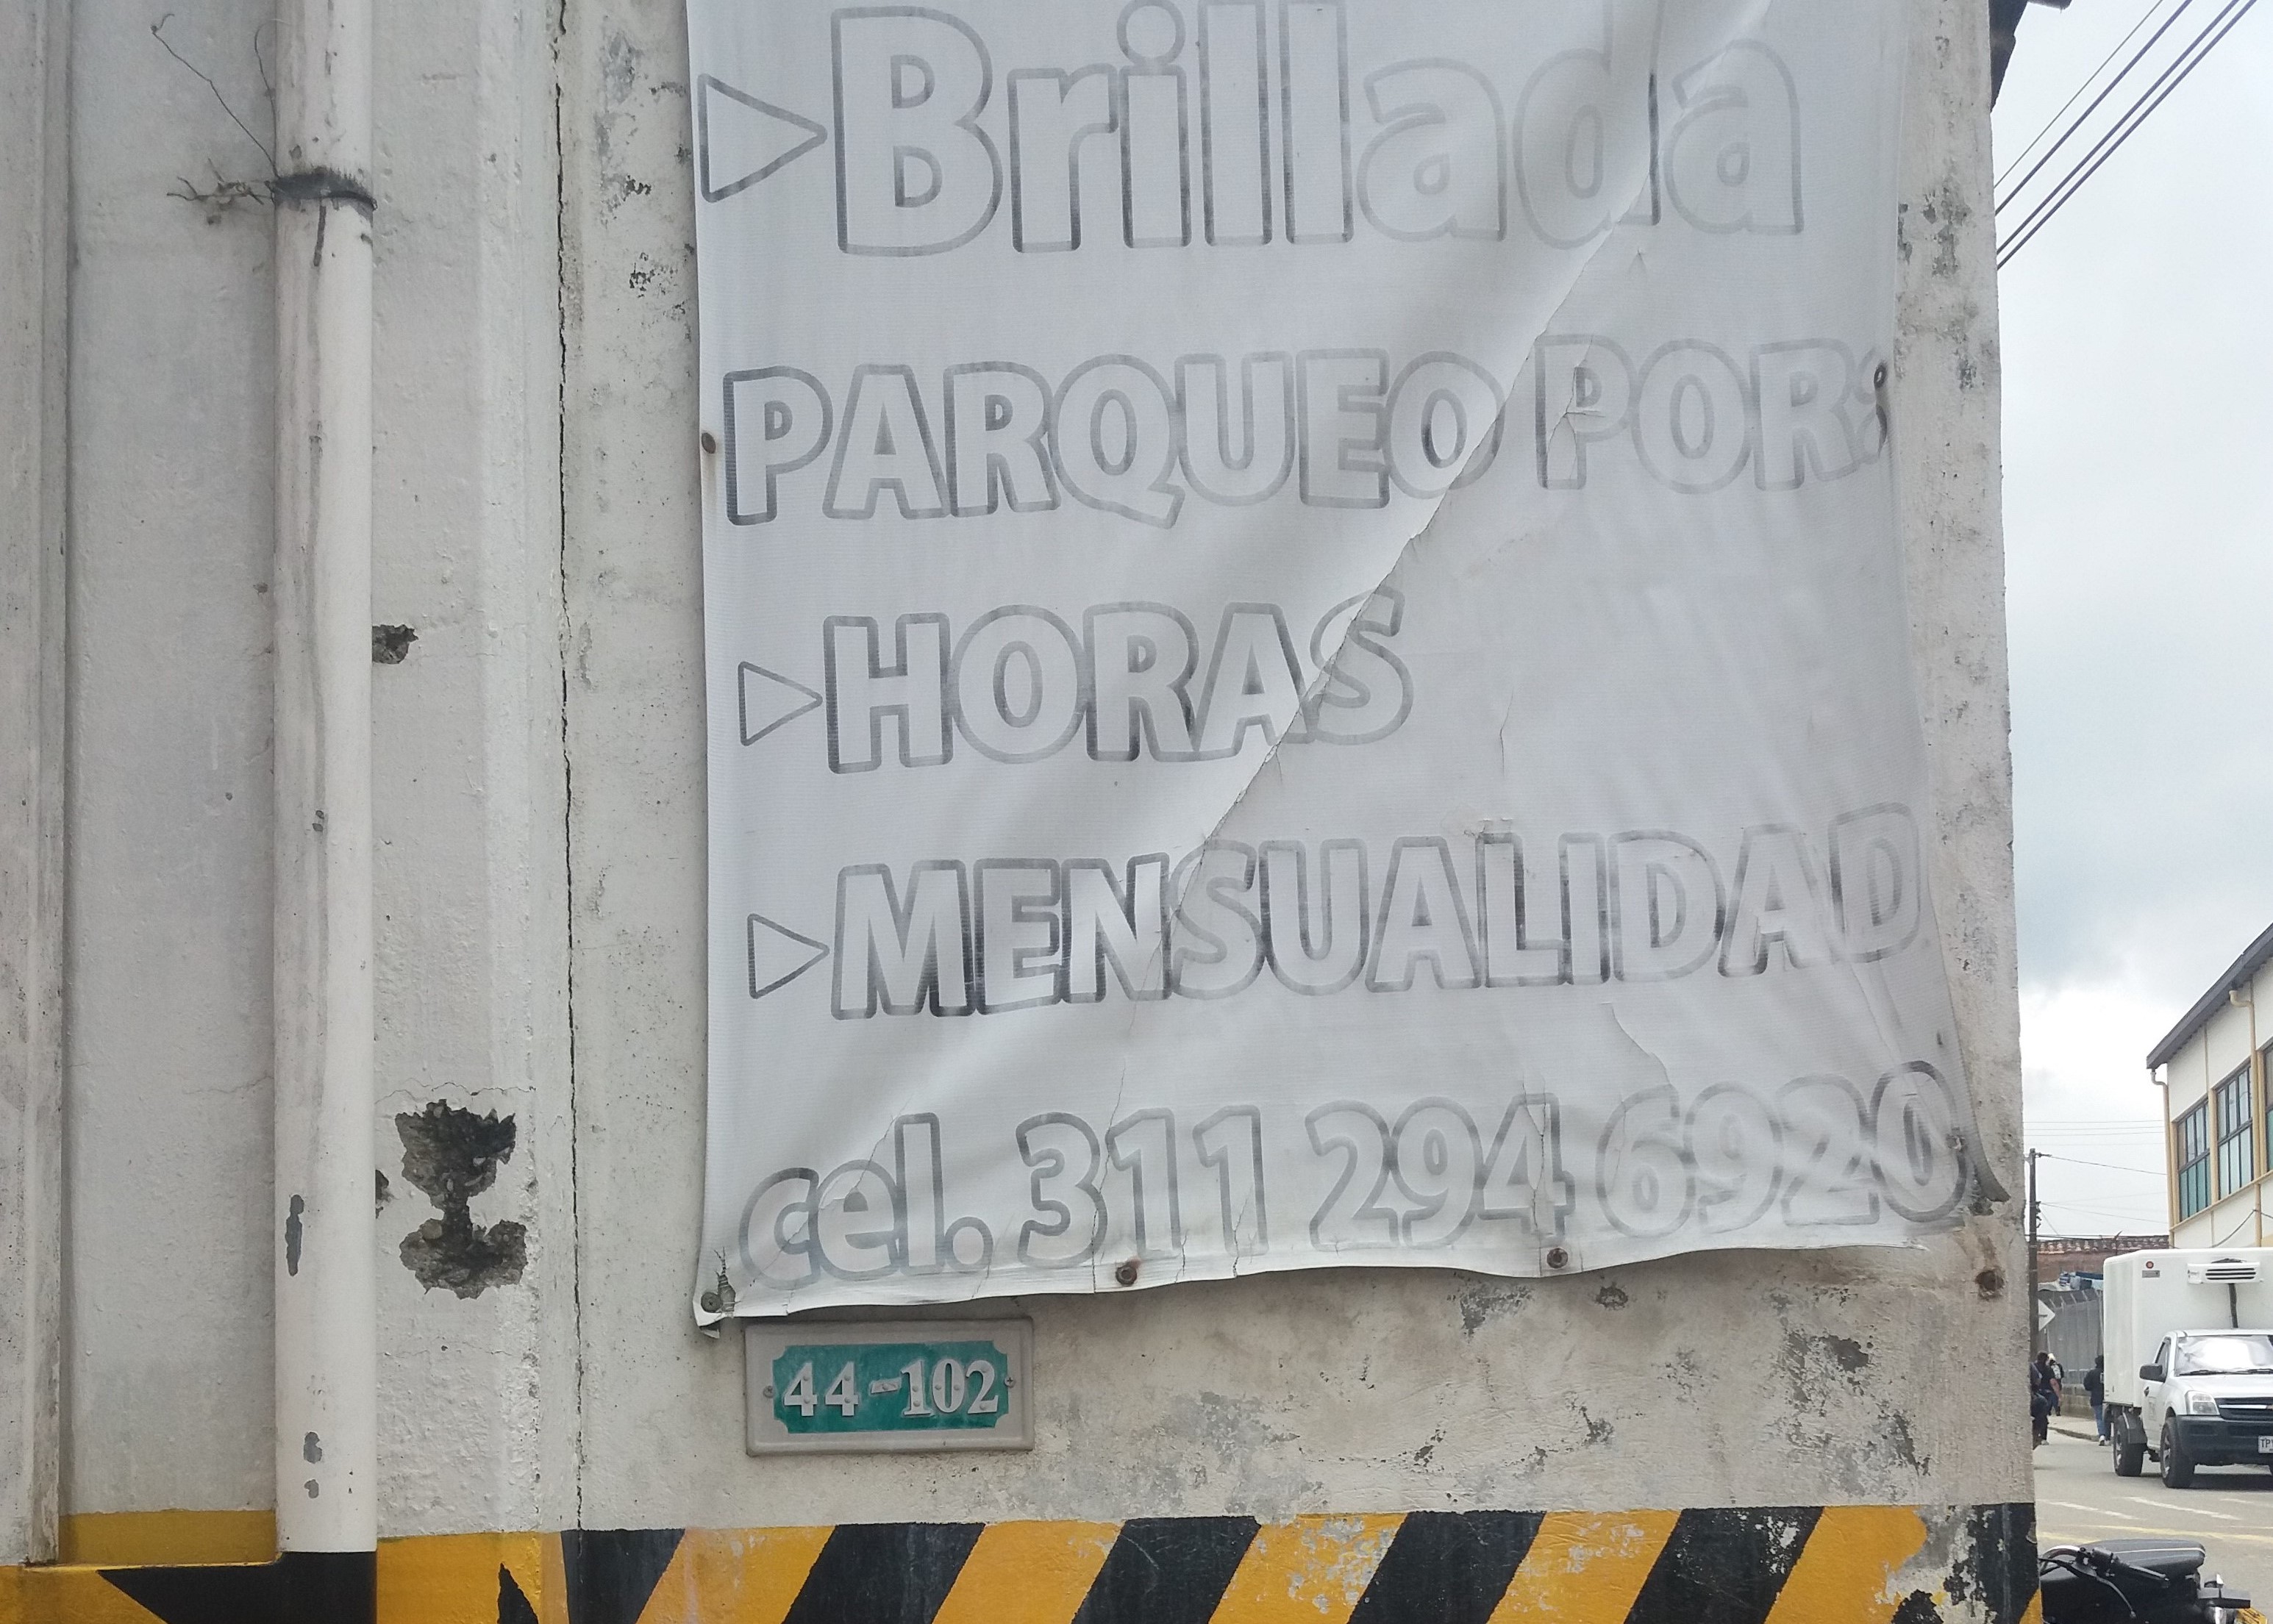 Brillada
PARQUEO POR:
HORAS
MENSUALIDAD
cel. 311 294 6920
44-102